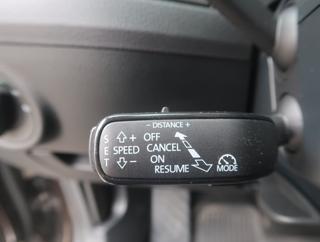 - DISTANCE +
S E T
+ OFF
SPEED CANCEL
- ON
RESUME
MODE